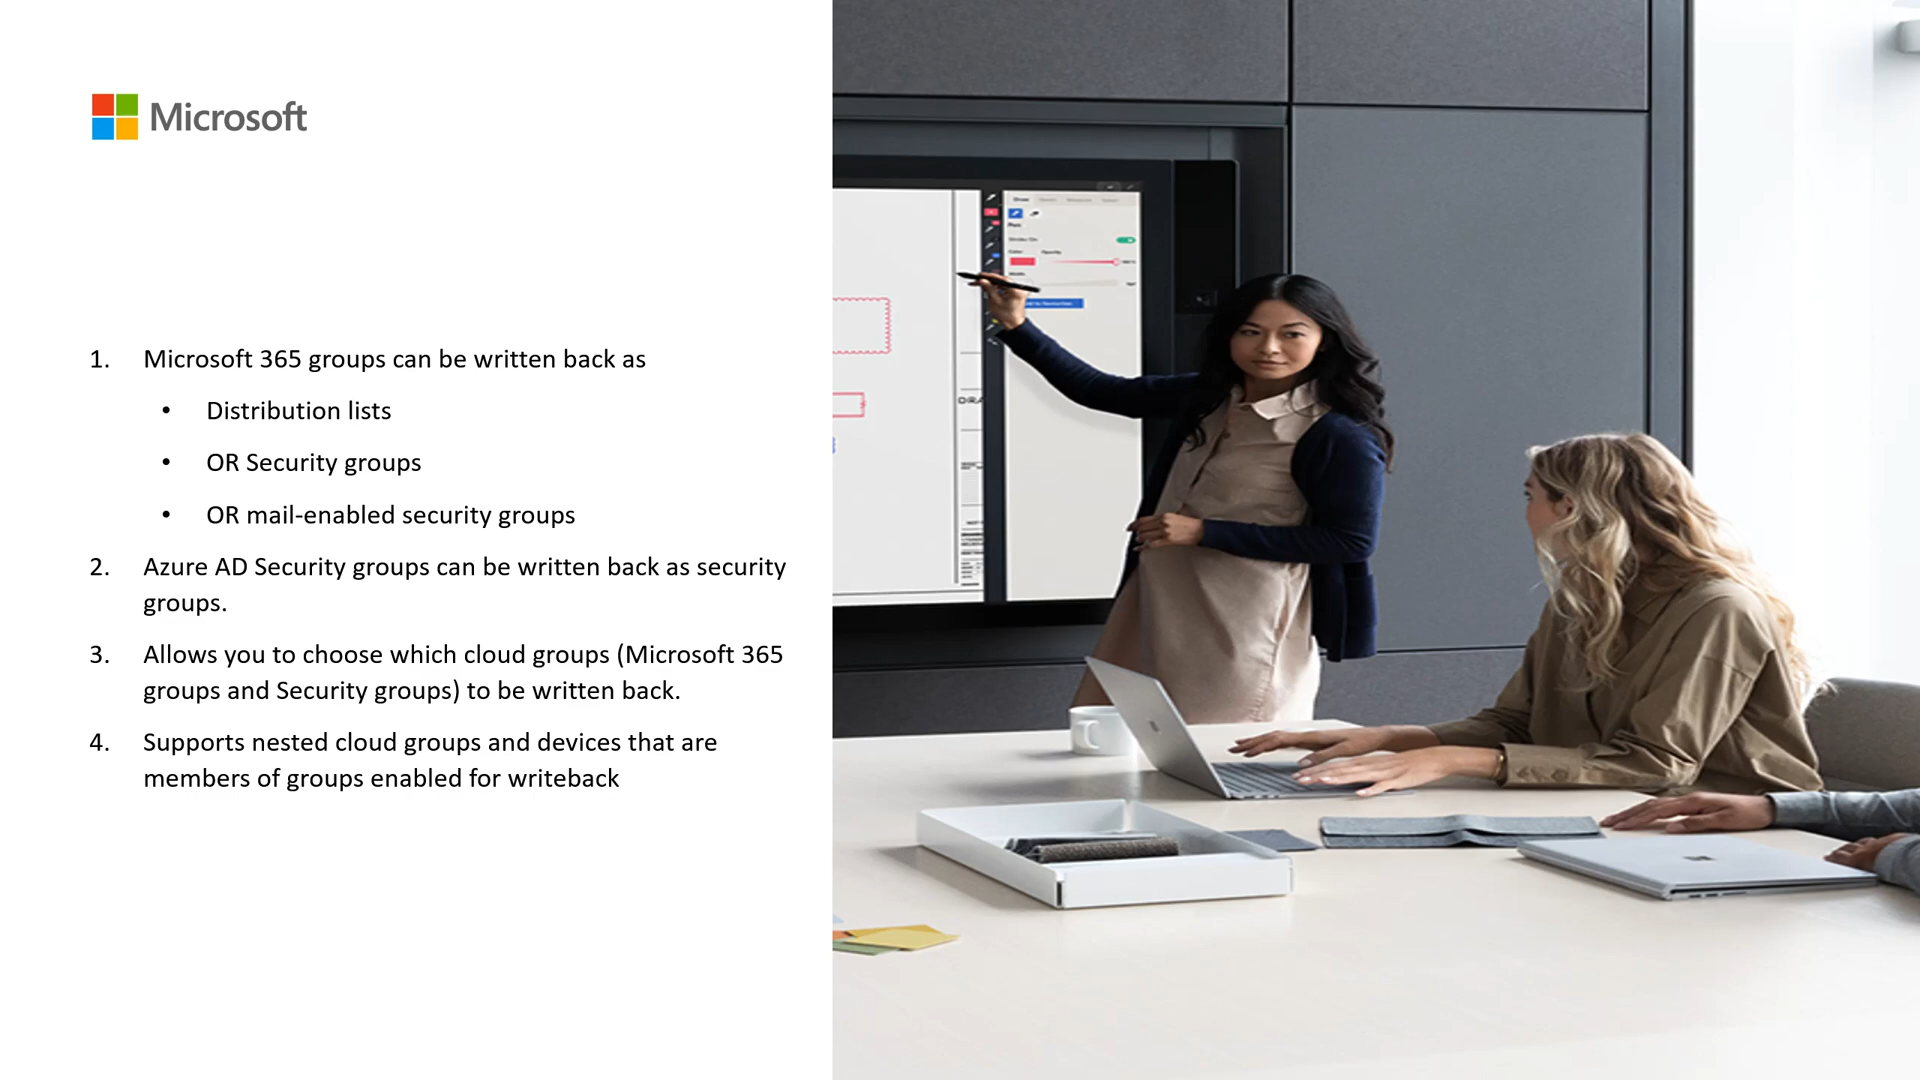 Microsoft
1. Microsoft 365 groups can be written back as
• Distribution lists
• OR Security groups
• OR mail-enabled security groups
2. Azure AD Security groups can be written back as security
groups.
3. Allows you to choose which cloud groups (Microsoft 365
groups and Security groups) to be written back.
4. Supports nested cloud groups and devices that are
members of groups enabled for writeback
Draw